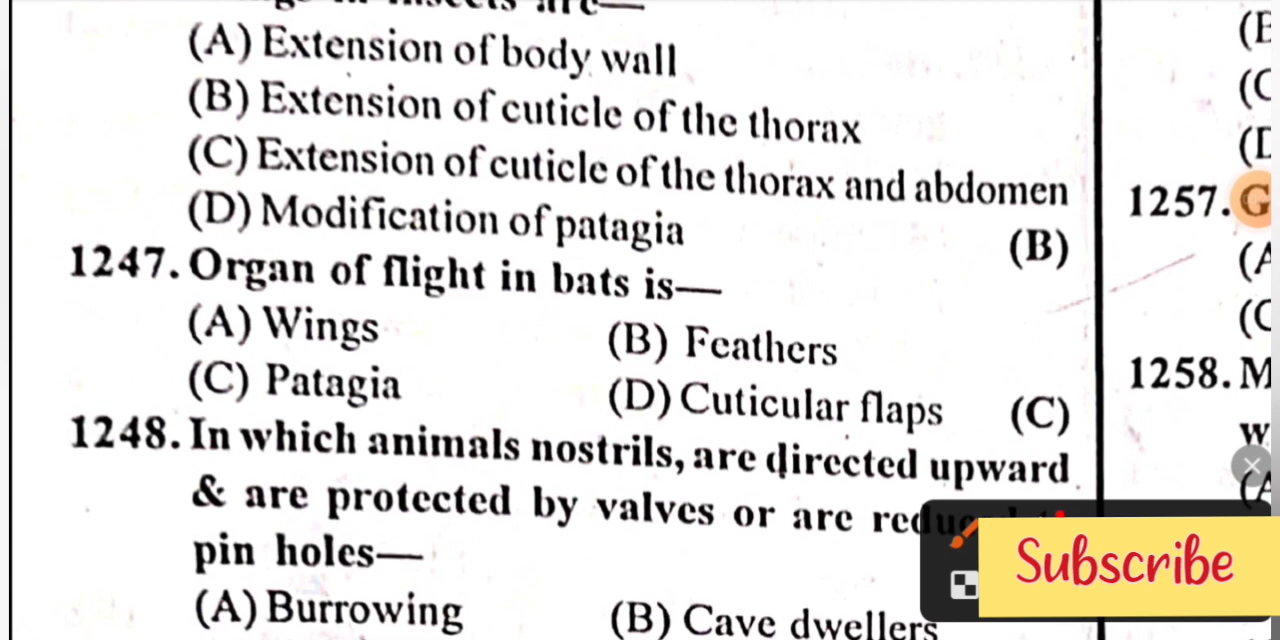 (A) Extension of body wall
(B) Extension of cuticle of the thorax
(C) Extension of cuticle of the thorax and abdomen
(D) Modification of patagia (B)
1247. Organ of flight in bats is—
(A) Wings (B) Feathers
(C) Patagia (D) Cuticular flaps (C)
1248. In which animals nostrils, are directed upward
& are protected by valves or are
pin holes—
(A) Burrowing (B) Cave dwellers
1257. G
1258. M
Subscribe